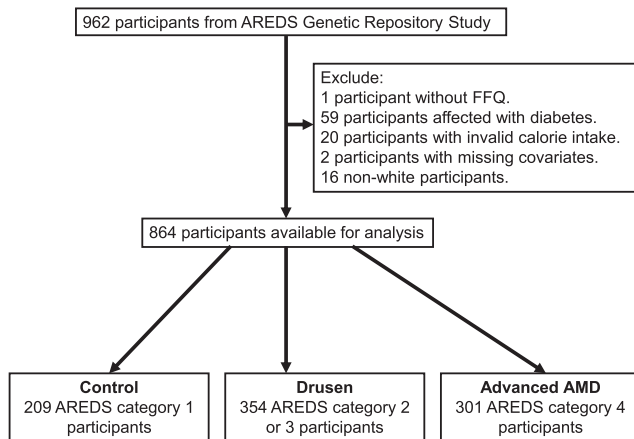 962 participants from AREDS Genetic Repository Study
Exclude:
1 participant without FFQ.
59 participants affected with diabetes.
20 participants with invalid calorie intake.
2 participants with missing covariates.
16 non-white participants.
864 participants available for analysis
Control
209 AREDS category 1
participants
Drusen
354 AREDS category 2
or 3 participants
Advanced AMD
301 AREDS category 4
participants